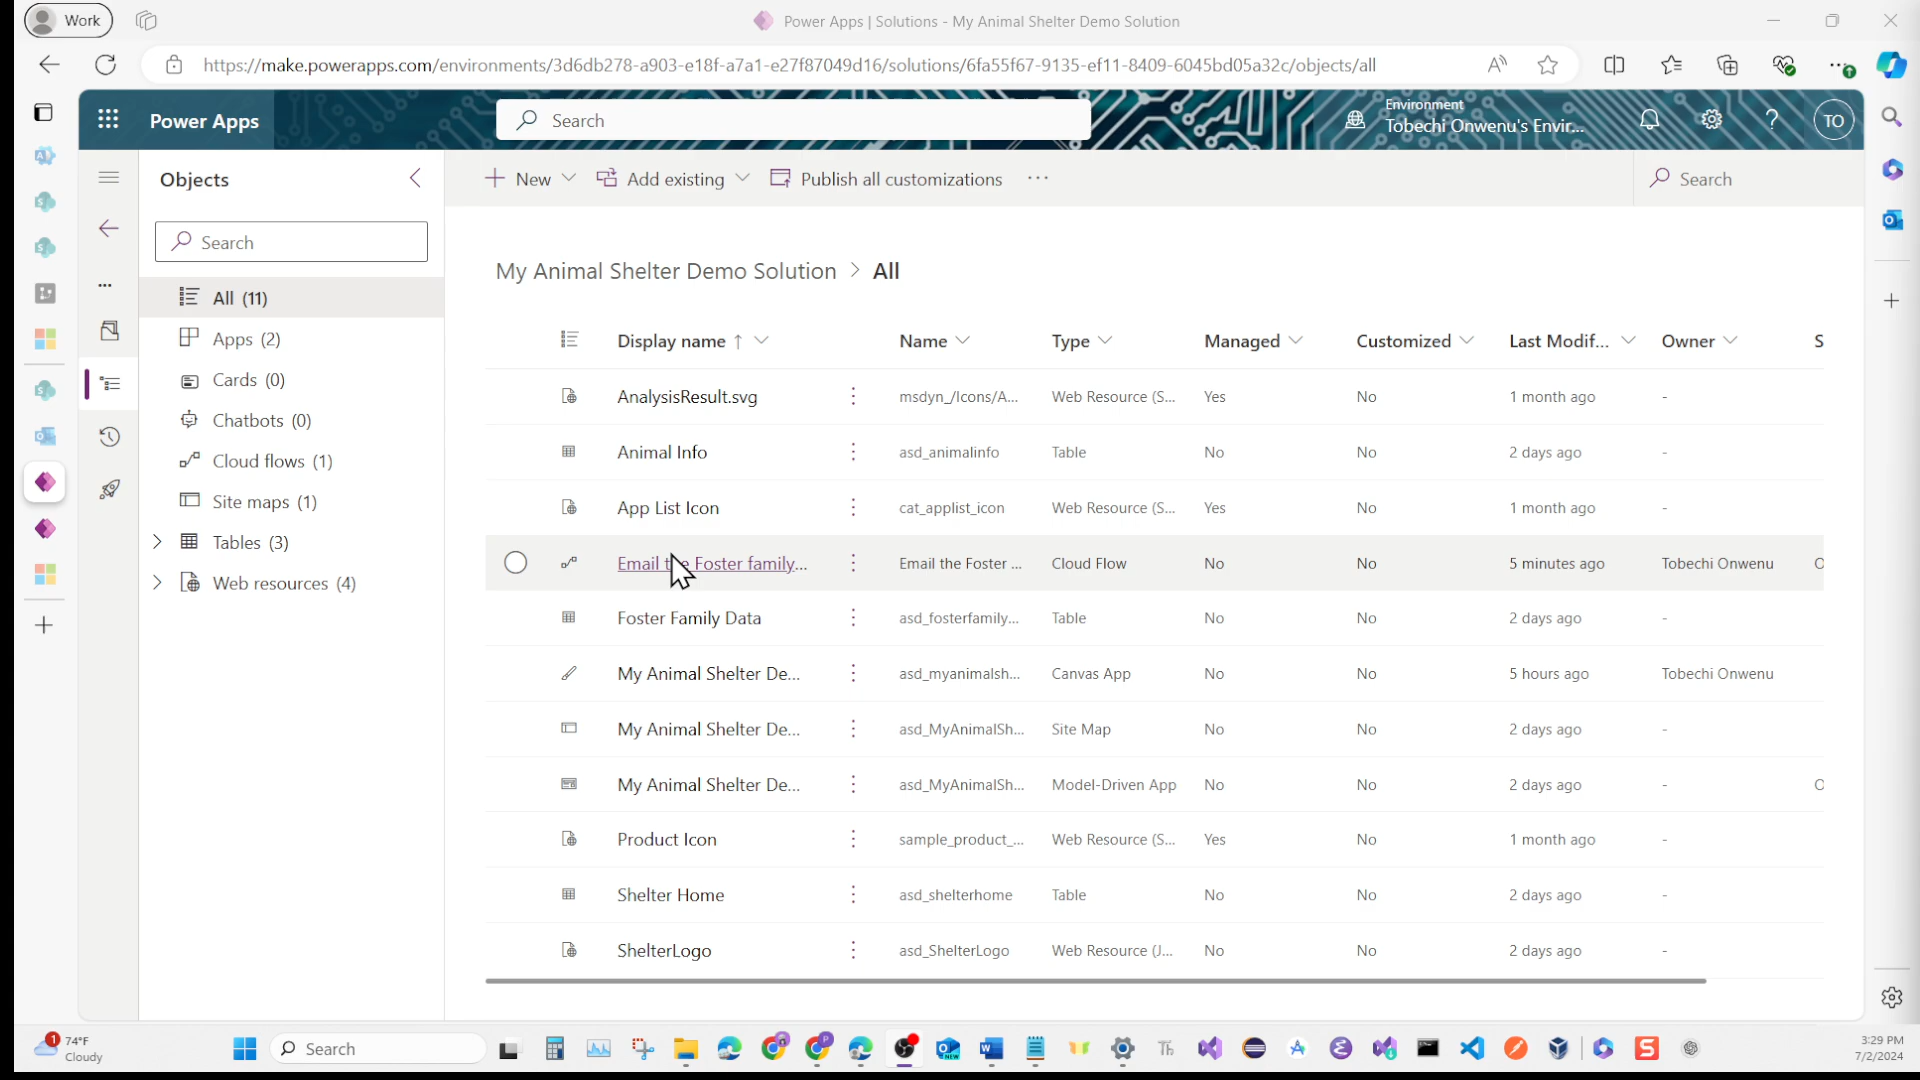 Work
Power Apps | Solutions - My Animal Shelter Demo Solution
https://make.powerapps.com/environments/3d6db278-a903-e18f-a7a1-e27f87049d16/solutions/6fa55f67-9135-ef11-8409-6045bd05a32c/objects/all
Power Apps
Search
Environment
Tobechi Onwenu's Envir...
TO
Objects
New
Add existing
Publish all customizations
Search
Search
My Animal Shelter Demo Solution > All
All (11)
Apps (2)
Cards (0)
Chatbots (0)
Cloud flows (1)
Site maps (1)
Tables (3)
Web resources (4)
Display name ↑ Name Type Managed Customized Last Modif... Owner S
AnalysisResult.svg msdyn_/Icons/A... Web Resource (S... Yes No 1 month ago -
Animal Info asd_animalinfo Table No No 2 days ago -
App List Icon cat_applist_icon Web Resource (S... Yes No 1 month ago -
Email the Foster family... Email the Foster ... Cloud Flow No No 5 minutes ago Tobechi Onwenu O
Foster Family Data asd_fosterfamily... Table No No 2 days ago -
My Animal Shelter De... asd_myanimalsh... Canvas App No No 5 hours ago Tobechi Onwenu
My Animal Shelter De... asd_MyAnimalSh... Site Map No No 2 days ago -
My Animal Shelter De... asd_MyAnimalSh... Model-Driven App No No 2 days ago - O
Product Icon sample_product_... Web Resource (S... Yes No 1 month ago -
Shelter Home asd_shelterhome Table No No 2 days ago -
ShelterLogo asd_ShelterLogo Web Resource (J... No No 2 days ago -
1
74°F
Cloudy
Search
3:29 PM
7/2/2024